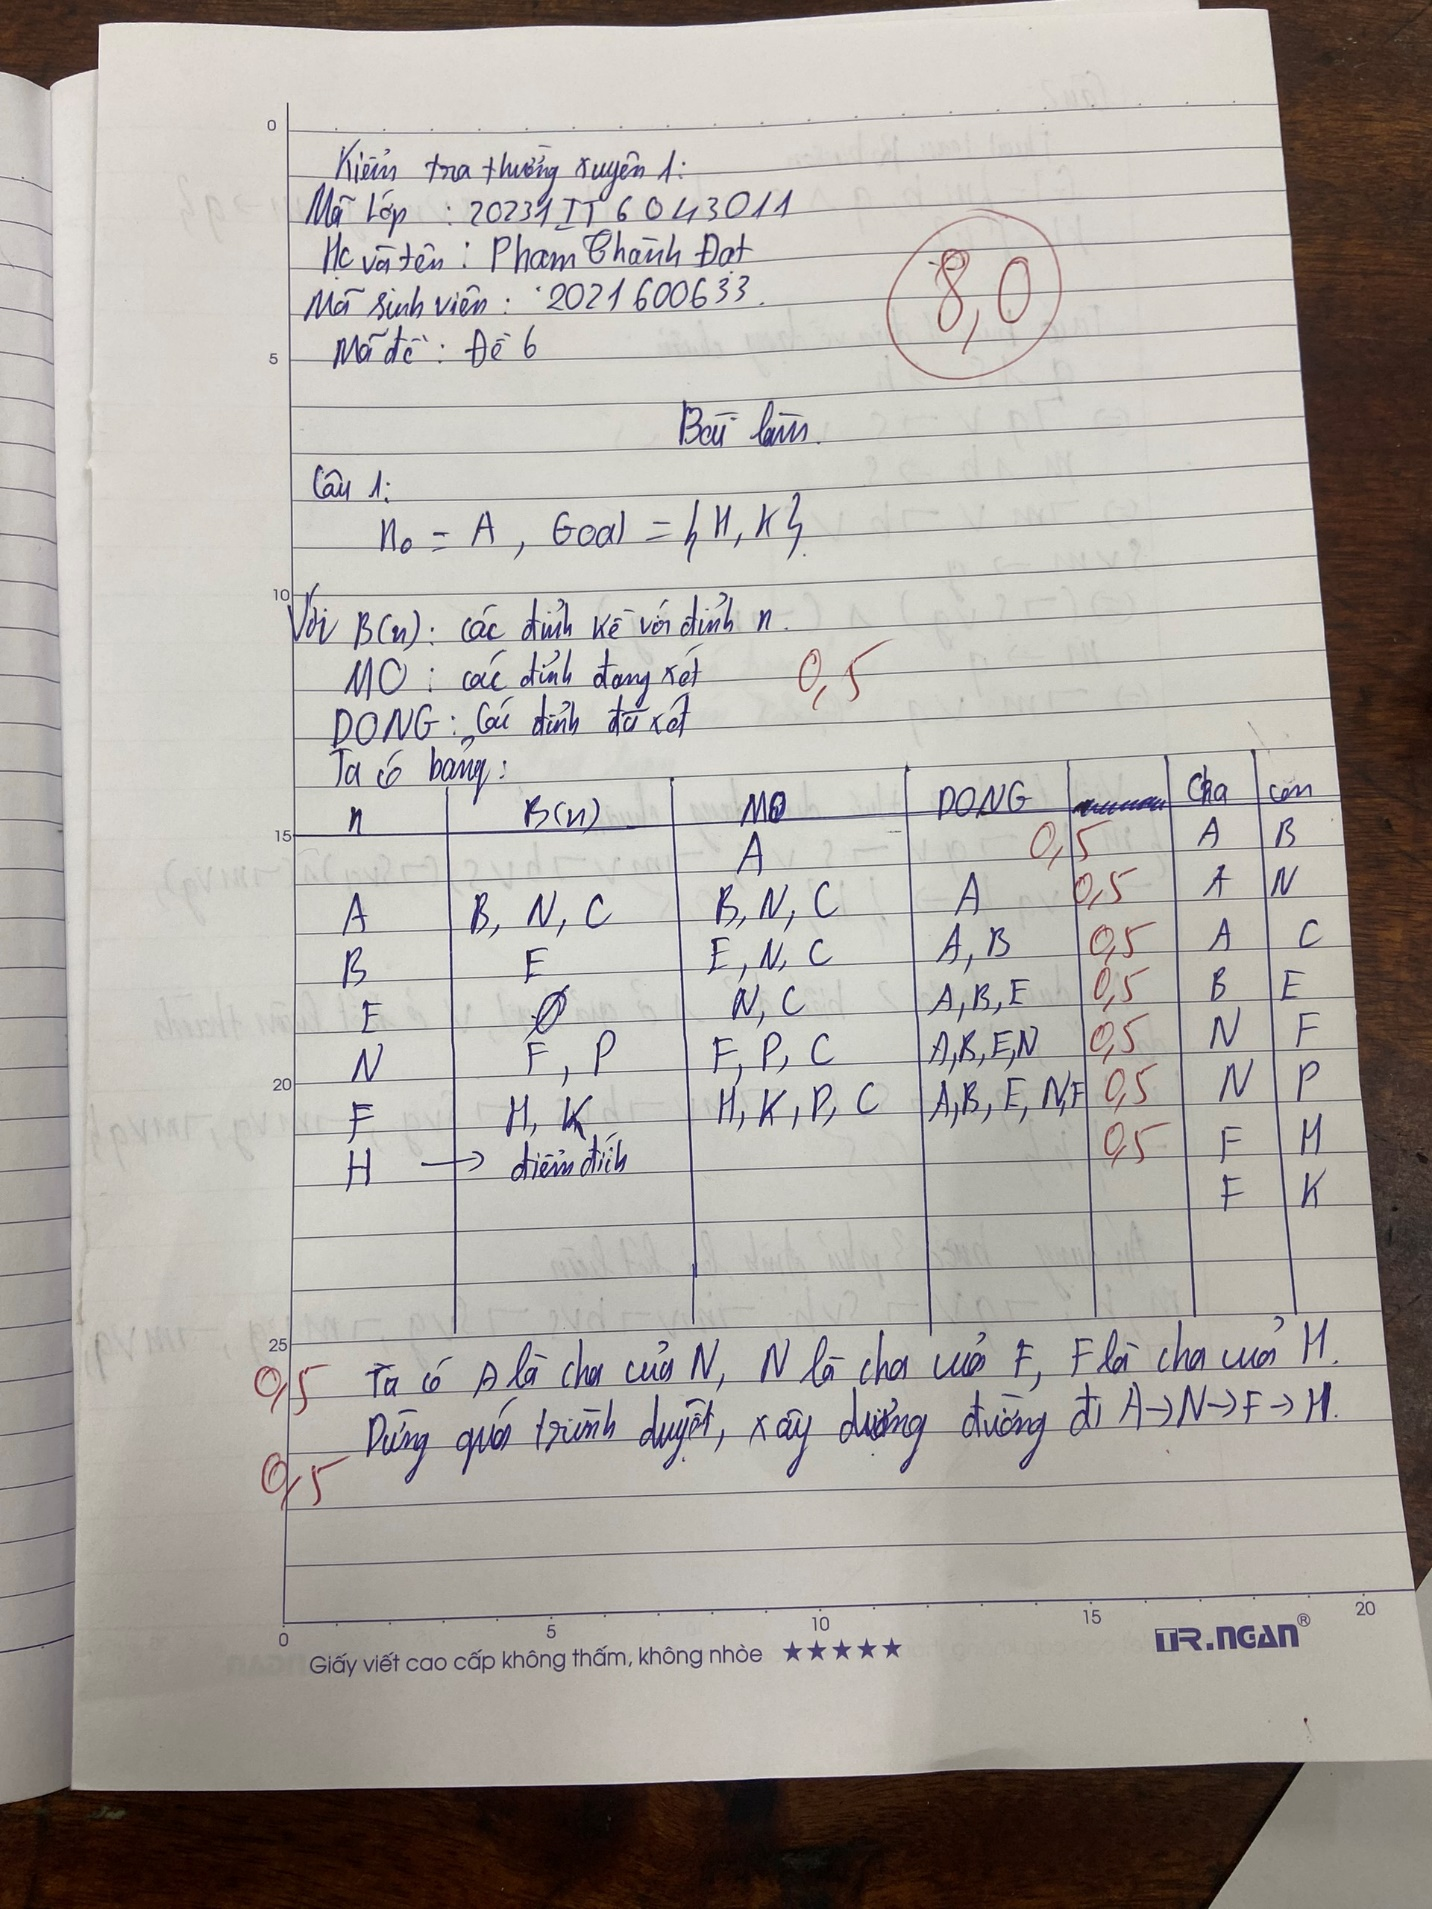 0
Kiểm tra thường xuyên 1:
Mã Lớp : 20231IT6043011
Họ và tên : Phạm Thành Đạt
8,0
Mã sinh viên : 2021600633.
5
Mã đề : Đề 6
Bài làm.
Câu 1:
n₀ = A , Goal = { H, K }
10
Với B(n): các đỉnh kề với đỉnh n.
MO : các đỉnh đang xét
0,5
DONG : Các đỉnh đã xét
Ta có bảng :
n B(n) MO DONG Cha con
15 A 0,5 A B
A B, N, C B, N, C A 0,5 A N
B E E, N, C A, B 0,5 A C
E Ø N, C A, B, E 0,5 B E
N F, P F, P, C A, B, E, N 0,5 N F
20 F H, K H, K, P, C A, B, E, N, F 0,5 N P
H → điểm đích 0,5 F H
F K
25
0,5 Ta có A là cha của N, N là cha của F, F là cha của H.
Dừng quá trình duyệt, xây dựng đường đi A→N→F→H.
0,5
0 5 10 15 20
Giấy viết cao cấp không thấm, không nhòe ★★★★★ TR.NGAN®